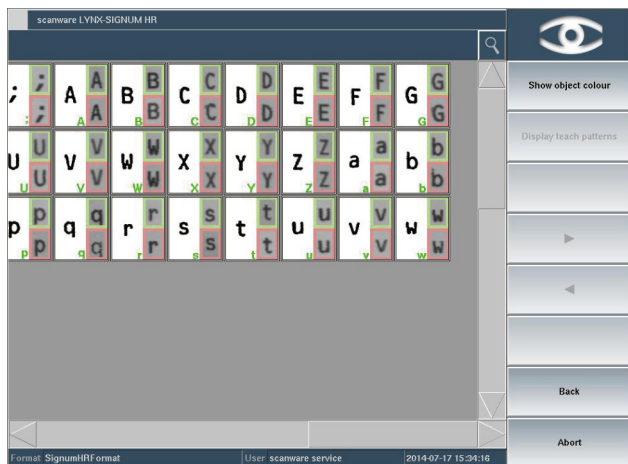 scanware LYNX-SIGNUM HR
; ; ; A A A B B B C C C D D D E E E F F F G G G
; A B C D E F G
U U U V V V W W W X X X Y Y Y Z Z Z a a a b b b
U V W X Y Z a b
p p p q q q r r r s s s t t t u u u v v v w w w
p q r s t u v w
Show object colour
Display teach patterns
Back
Abort
Format SignumHRFormat User scanware service 2014-07-17 15:34:16